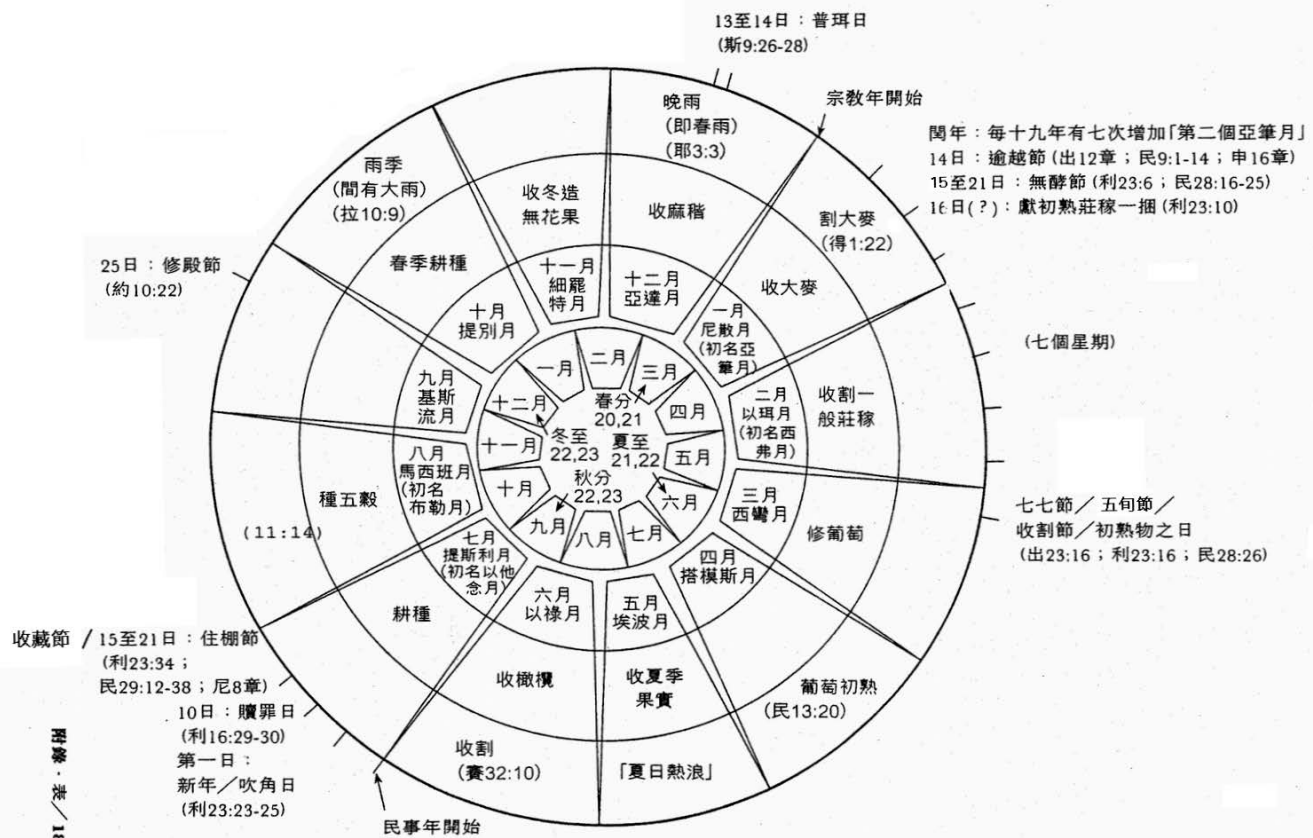 13至14日：普珥日
(斯9:26-28)
宗教年開始
閏年：每十九年有七次增加「第二個亞筆月」
14日：逾越節 (出12章；民9:1-14；申16章)
15至21日：無酵節 (利23:6；民28:16-25)
16日(?)：獻初熟莊稼一捆 (利23:10)
(七個星期)
七七節／五旬節／
收割節／初熟物之日
(出23:16；利23:16；民28:26)
25日：修殿節
(約10:22)
收藏節 / 15至21日：住棚節
(利23:34；
民29:12-38；尼8章)
10日：贖罪日
(利16:29-30)
第一日：
新年／吹角日
(利23:23-25)
民事年開始
晚雨
(即春雨)
(耶3:3)
割大麥
(得1:22)
葡萄初熟
(民13:20)
「夏日熱浪」
收割
(賽32:10)
(11:14)
雨季
(間有大雨)
(拉10:9)
收麻稭
收大麥
收割一
般莊稼
修葡萄
收夏季
果實
收橄欖
耕種
種五穀
春季耕種
收冬造
無花果
十二月
亞達月
一月
尼散月
(初名亞
筆月)
二月
以珥月
(初名西
弗月)
三月
西彎月
四月
搭模斯月
五月
埃波月
六月
以祿月
七月
提斯利月
(初名以他
念月)
八月
馬西班月
(初名
布勒月)
九月
基斯
流月
十月
提別月
十一月
細罷
特月
一月
二月
三月
四月
五月
六月
七月
八月
九月
十月
十一月
十二月
春分
20,21
夏至
21,22
秋分
22,23
冬至
22,23
附錄．表／18